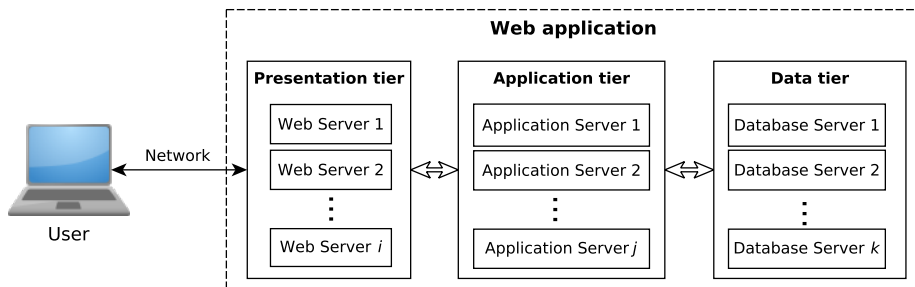 Web application
Presentation tier
Web Server 1
Web Server 2
Web Server i
Application tier
Application Server 1
Application Server 2
Application Server j
Data tier
Database Server 1
Database Server 2
Database Server k
Network
User